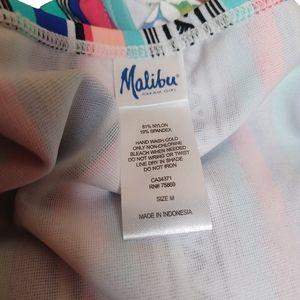 Malibu
DREAM GIRL
81% NYLON
19% SPANDEX
HAND WASH COLD
ONLY NON-CHLORINE
BLEACH WHEN NEEDED
DO NOT WRING OR TWIST
LINE DRY IN SHADE
DO NOT IRON
CA34371
RN# 75869
SIZE M
MADE IN INDONESIA